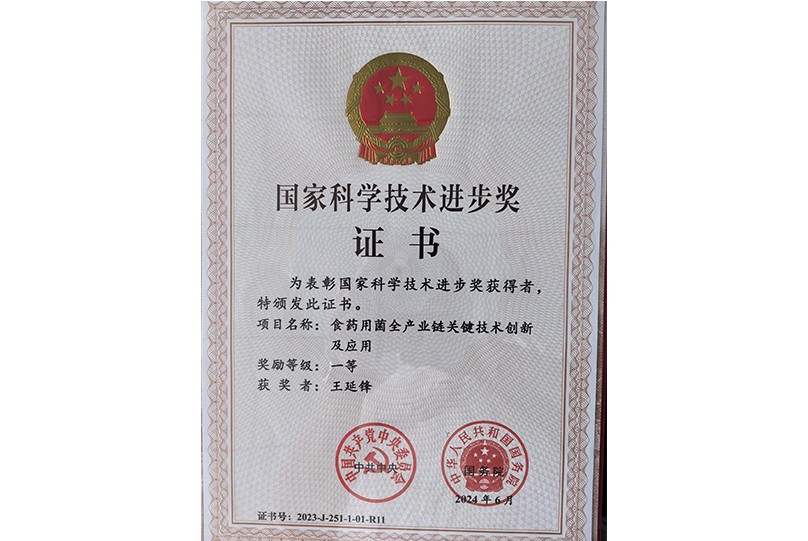 国家科学技术进步奖
证书
为表彰国家科学技术进步奖获得者，
特颁发此证书。
项目名称：食药用菌全产业链关键技术创新
及应用
奖励等级：一等
获奖者：王延锋
中国共产党中央委员会
中共中央
中华人民共和国国务院
国务院
2024年6月
证书号：2023-J-251-1-01-R11